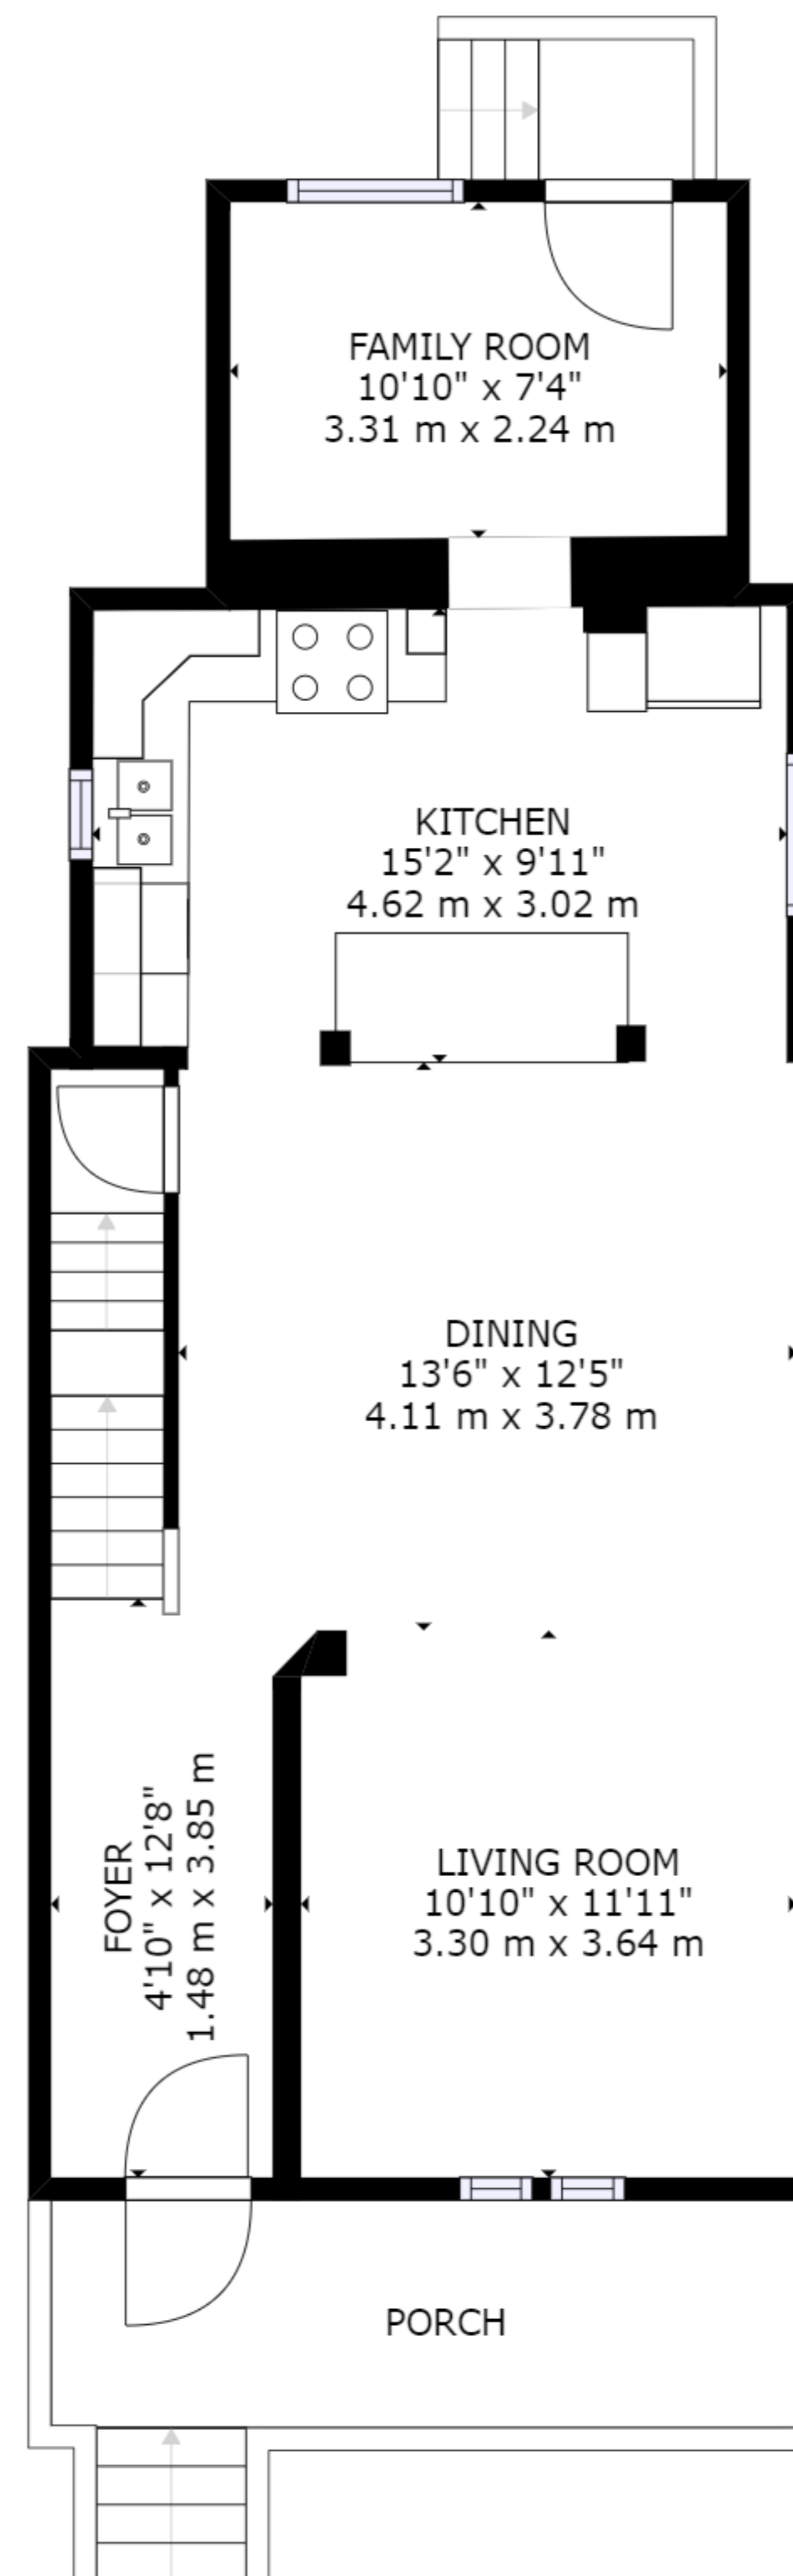 FAMILY ROOM
10'10" x 7'4"
3.31 m x 2.24 m
KITCHEN
15'2" x 9'11"
4.62 m x 3.02 m
DINING
13'6" x 12'5"
4.11 m x 3.78 m
FOYER
4'10" x 12'8"
1.48 m x 3.85 m
LIVING ROOM
10'10" x 11'11"
3.30 m x 3.64 m
PORCH